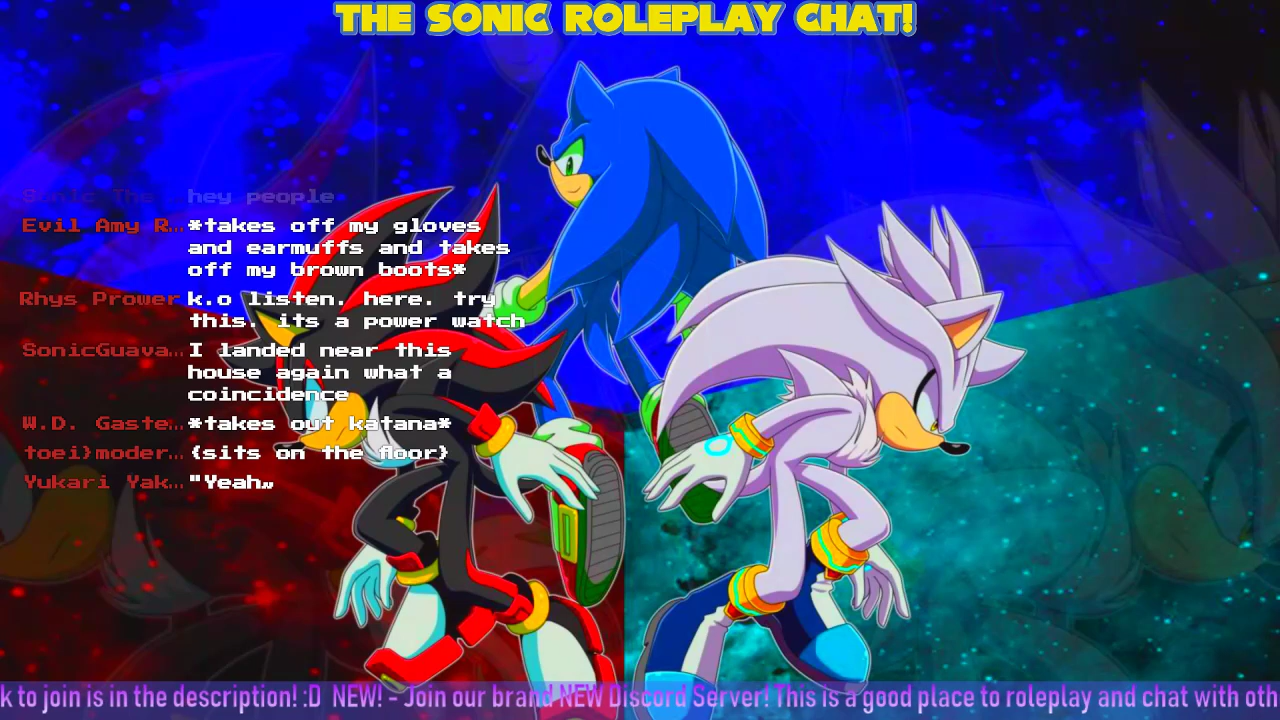 THE SONIC ROLEPLAY CHAT!
Sonic The... hey people
Evil Amy R... *takes off my gloves
and earmuffs and takes
off my brown boots*
Rhys Prower k.o listen. here. try
this. its a power watch
SonicGuava... I landed near this
house again what a
coincidence
W.D. Gaste... *takes out katana*
toei}moder... (sits on the floor)
Yukari Yak... "Yeah„
k to join is in the description! :D NEW! - Join our brand NEW Discord Server! This is a good place to roleplay and chat with oth